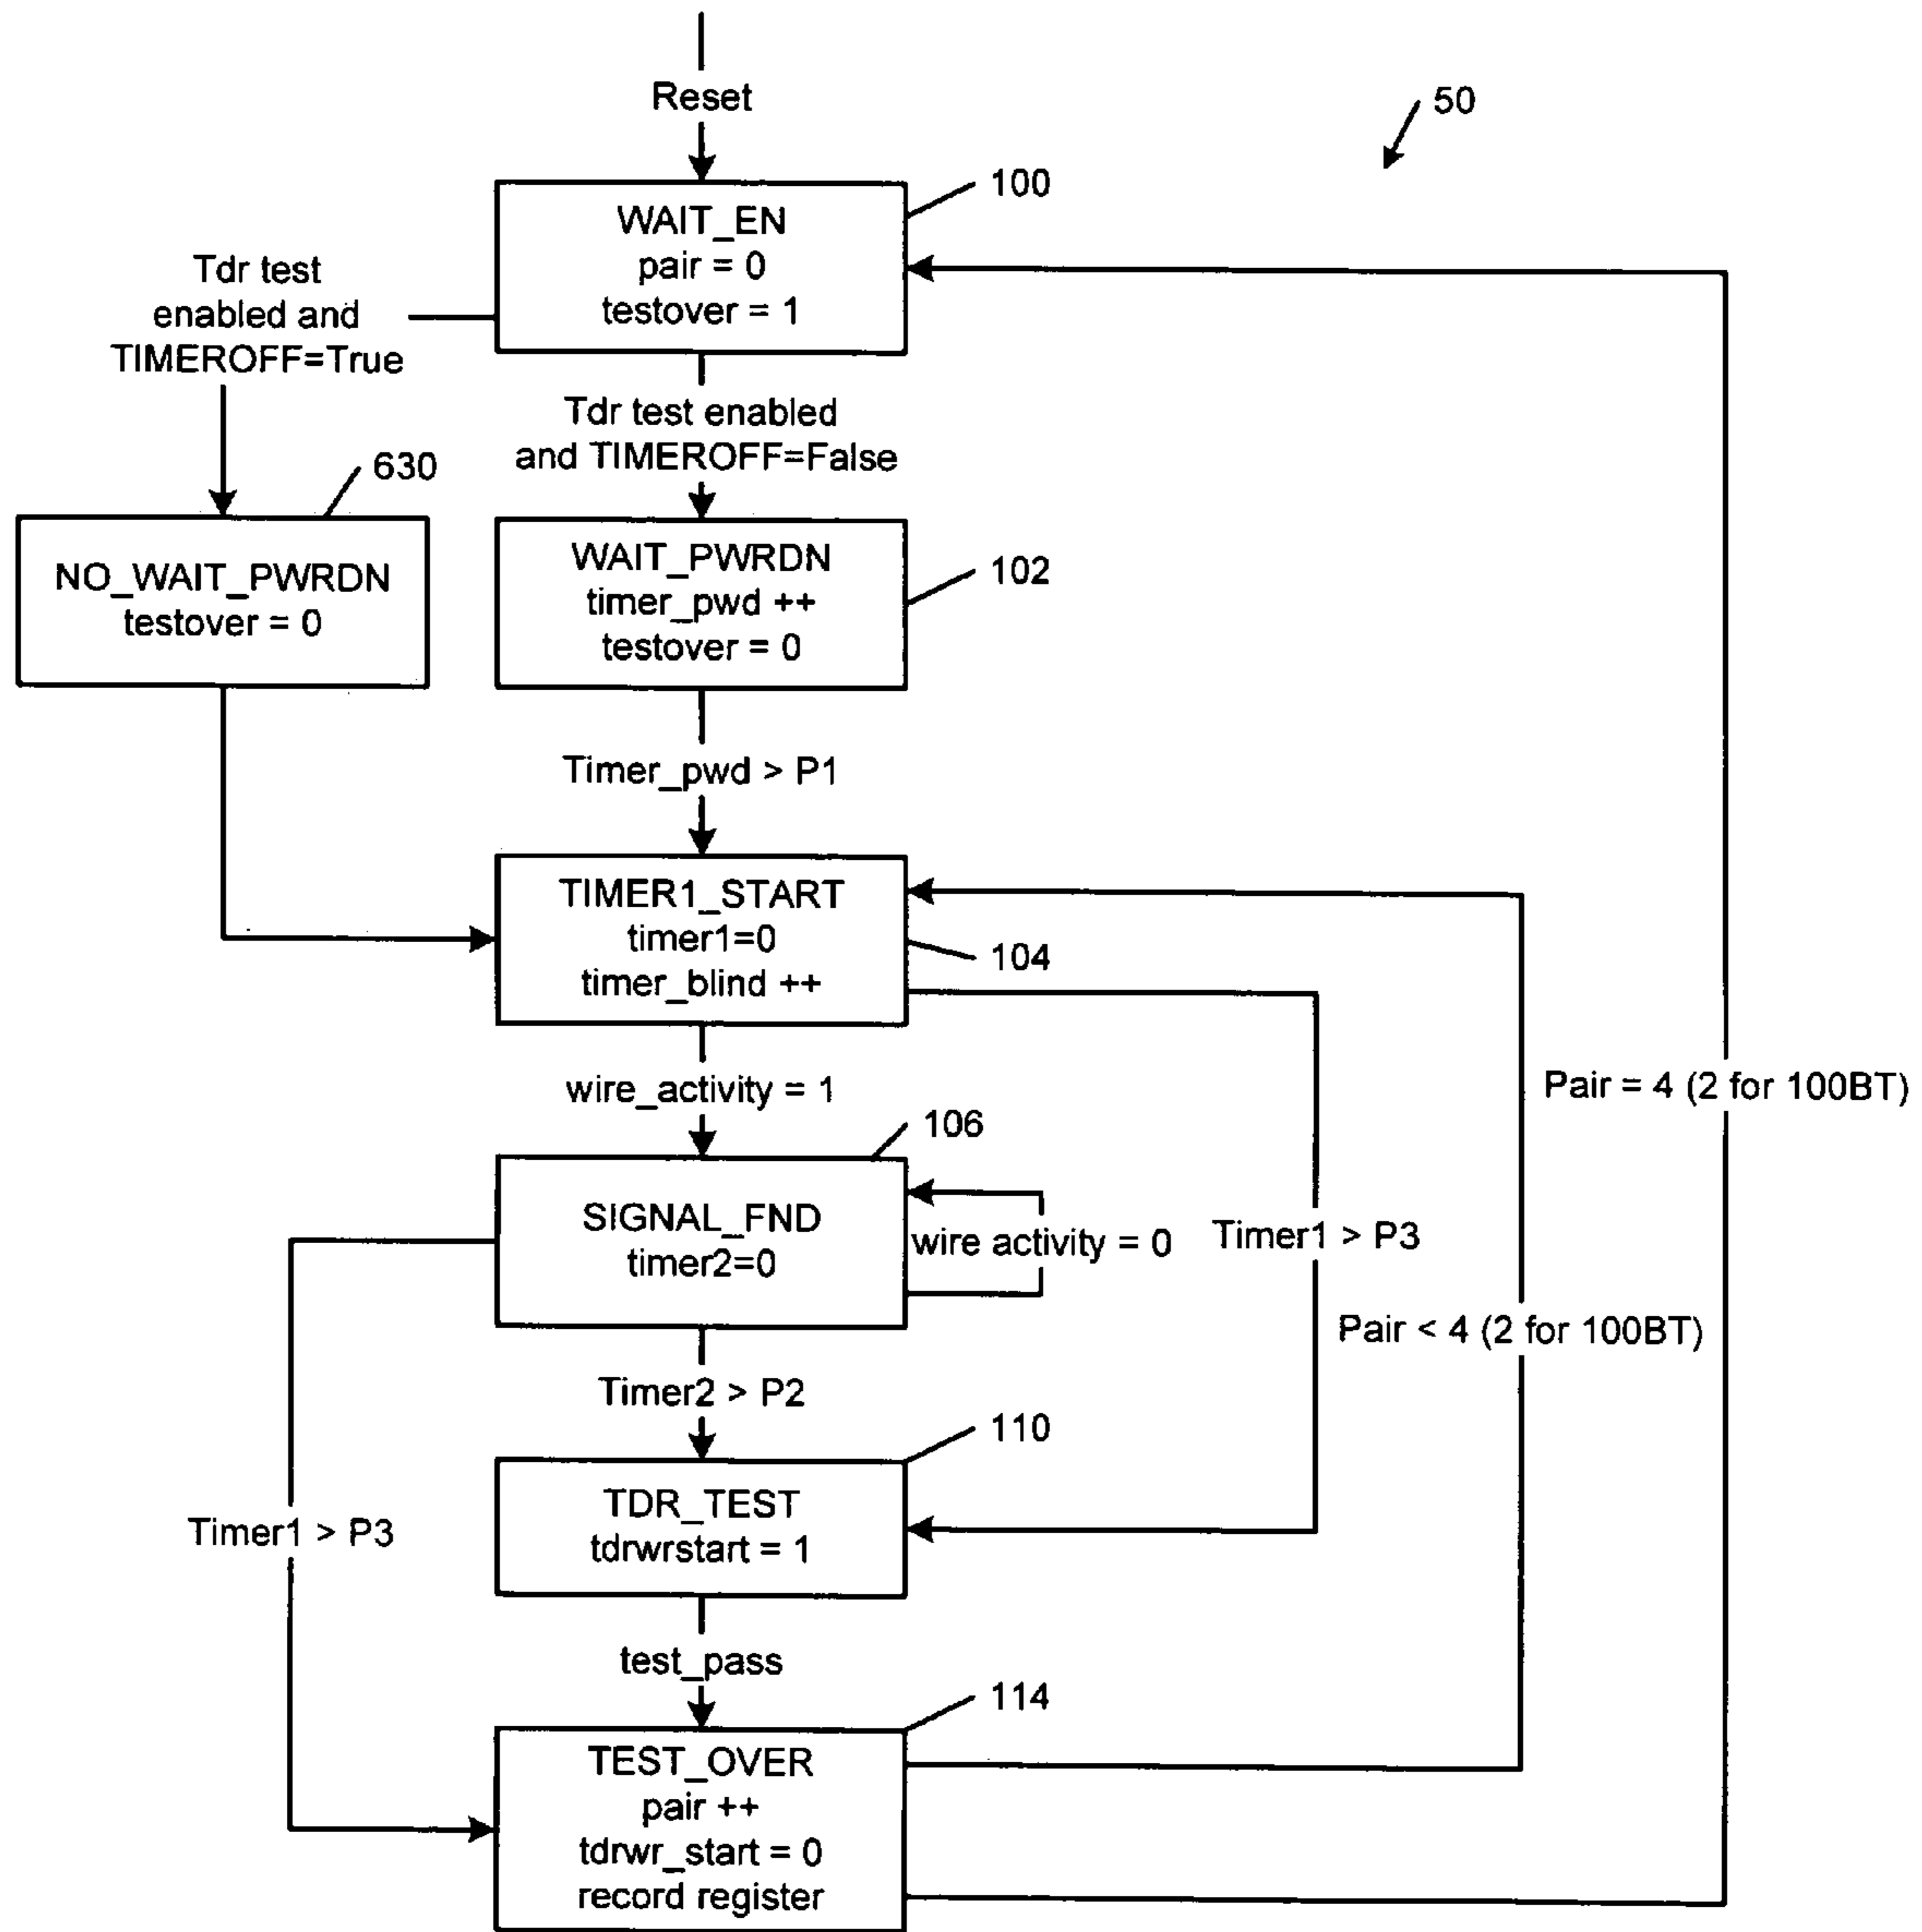 Reset
50
100
WAIT_EN
pair = 0
testover = 1
Tdr test
enabled and
TIMEROFF=True
Tdr test enabled
and TIMEROFF=False
630
NO_WAIT_PWRDN
testover = 0
WAIT_PWRDN
timer_pwd ++
testover = 0
102
Timer_pwd > P1
TIMER1_START
timer1=0
timer_blind ++
104
wire_activity = 1
Pair = 4 (2 for 100BT)
106
SIGNAL_FND
timer2=0
wire activity = 0
Timer1 > P3
Pair < 4 (2 for 100BT)
Timer2 > P2
110
TDR_TEST
tdrwrstart = 1
Timer1 > P3
test_pass
114
TEST_OVER
pair ++
tdrwr_start = 0
record register